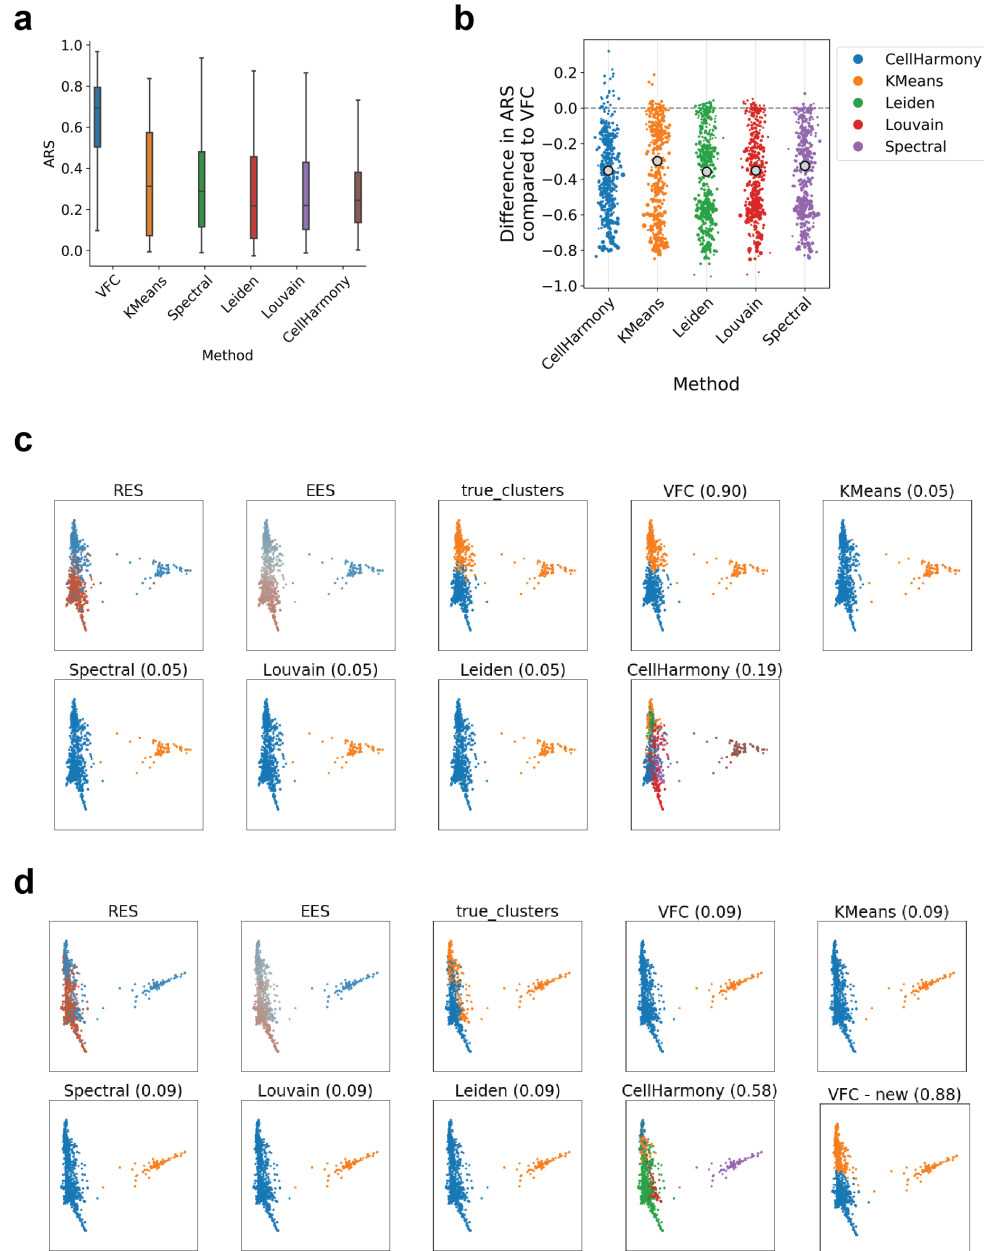 a
1.0
0.8
0.6
0.4
0.2
0.0
ARS
VFC
KMeans
Spectral
Leiden
Louvain
CellHarmony
Method
b
0.2
0.0
−0.2
−0.4
−0.6
−0.8
−1.0
Difference in ARS
compared to VFC
CellHarmony
KMeans
Leiden
Louvain
Spectral
Method
CellHarmony
KMeans
Leiden
Louvain
Spectral
c
RES
EES
true_clusters
VFC (0.90)
KMeans (0.05)
Spectral (0.05)
Louvain (0.05)
Leiden (0.05)
CellHarmony (0.19)
d
RES
EES
true_clusters
VFC (0.09)
KMeans (0.09)
Spectral (0.09)
Louvain (0.09)
Leiden (0.09)
CellHarmony (0.58)
VFC - new (0.88)